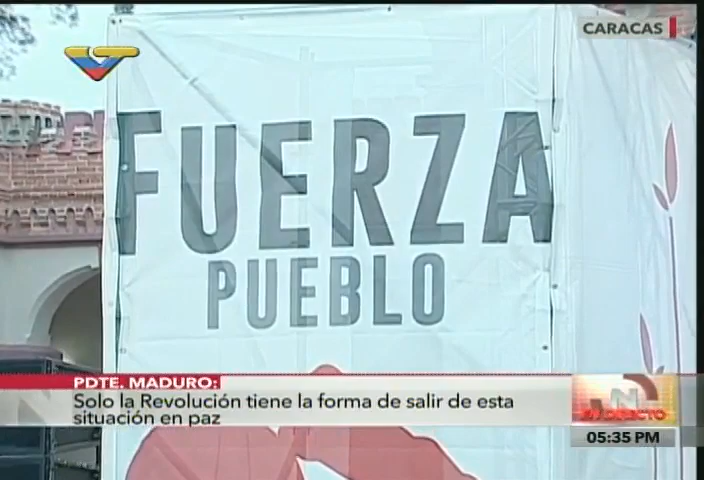 CARACAS
FUERZA
PUEBLO
PDTE. MADURO:
Solo la Revolución tiene la forma de salir de esta
situación en paz
EN DIRECTO
05:35 PM